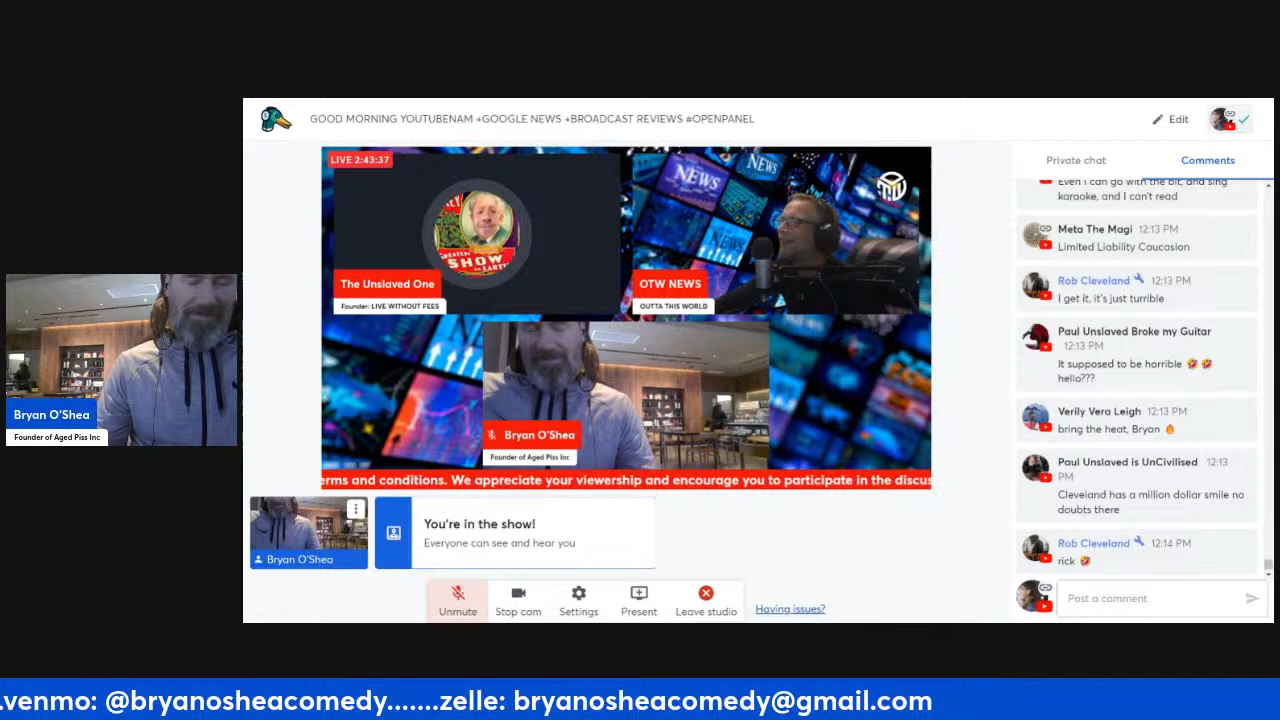 GOOD MORNING YOUTUBENAM +GOOGLE NEWS +BROADCAST REVIEWS #OPENPANEL
Edit
LIVE 2:43:37
NEWS
NEWS
NEWS
GREATEST
SHOW
ON EARTH
The Unslaved One
Founder: LIVE WITHOUT FEES
OTW NEWS
OUTTA THIS WORLD
Bryan O'Shea
Founder of Aged Piss Inc
erms and conditions. We appreciate your viewership and encourage you to participate in the discus
Bryan O'Shea
Founder of Aged Piss Inc
Bryan O'Shea
You're in the show!
Everyone can see and hear you
Unmute
Stop cam
Settings
Present
Leave studio
Having issues?
Private chat
Comments
Even I can go with the bit, and sing
karaoke, and I can't read
Meta The Magi 12:13 PM
Limited Liability Caucasion
Rob Cleveland 12:13 PM
I get it, it's just turrible
Paul Unslaved Broke my Guitar
12:13 PM
It supposed to be horrible 🤣🤣
hello???
Verily Vera Leigh 12:13 PM
bring the heat, Bryan 🔥
Paul Unslaved is UnCivilised 12:13
PM
Cleveland has a million dollar smile no
doubts there
Rob Cleveland 12:14 PM
rick 🤣
Post a comment
.venmo: @bryanosheacomedy.......zelle: bryanosheacomedy@gmail.com